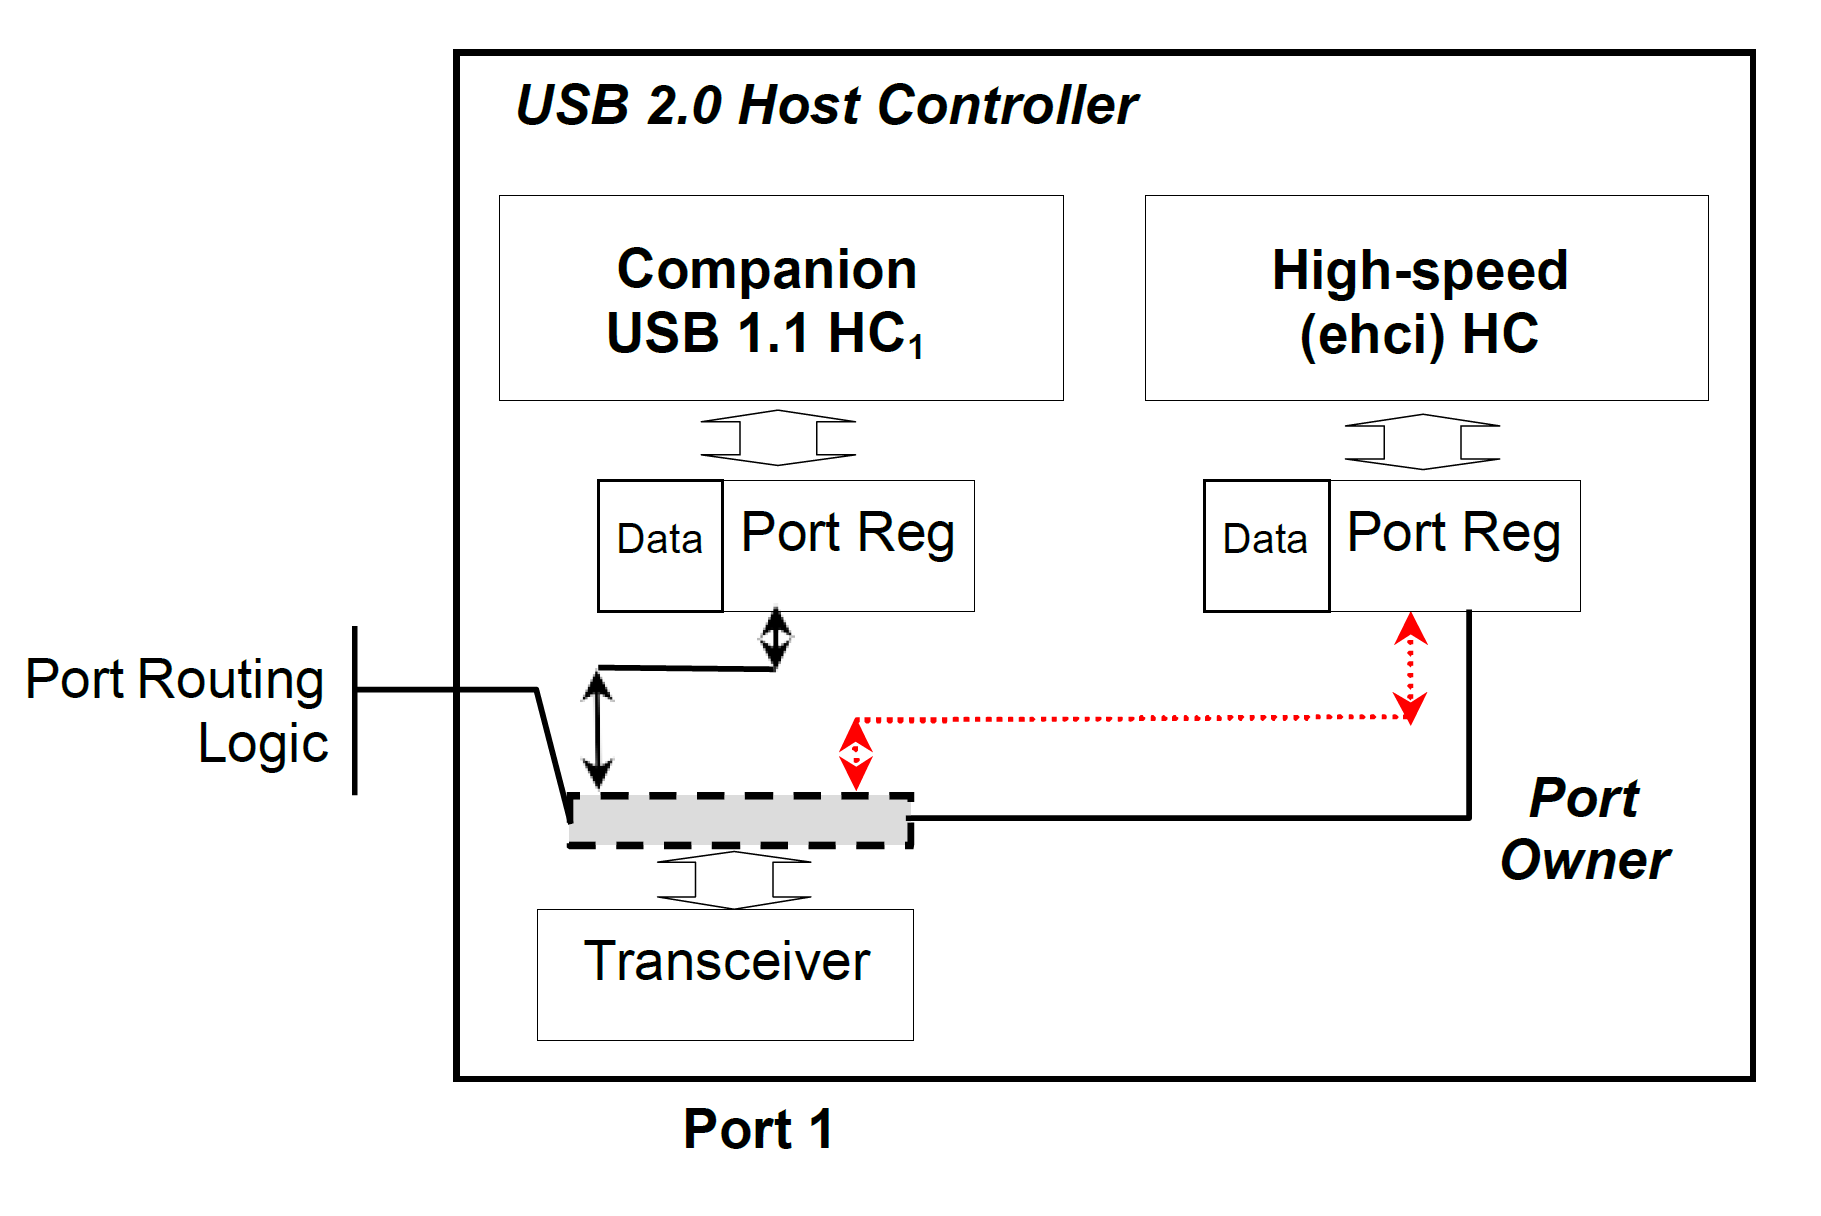 USB 2.0 Host Controller
Companion
USB 1.1 HC₁
High-speed
(ehci) HC
Data
Port Reg
Data
Port Reg
Port Routing
Logic
Port
Owner
Transceiver
Port 1